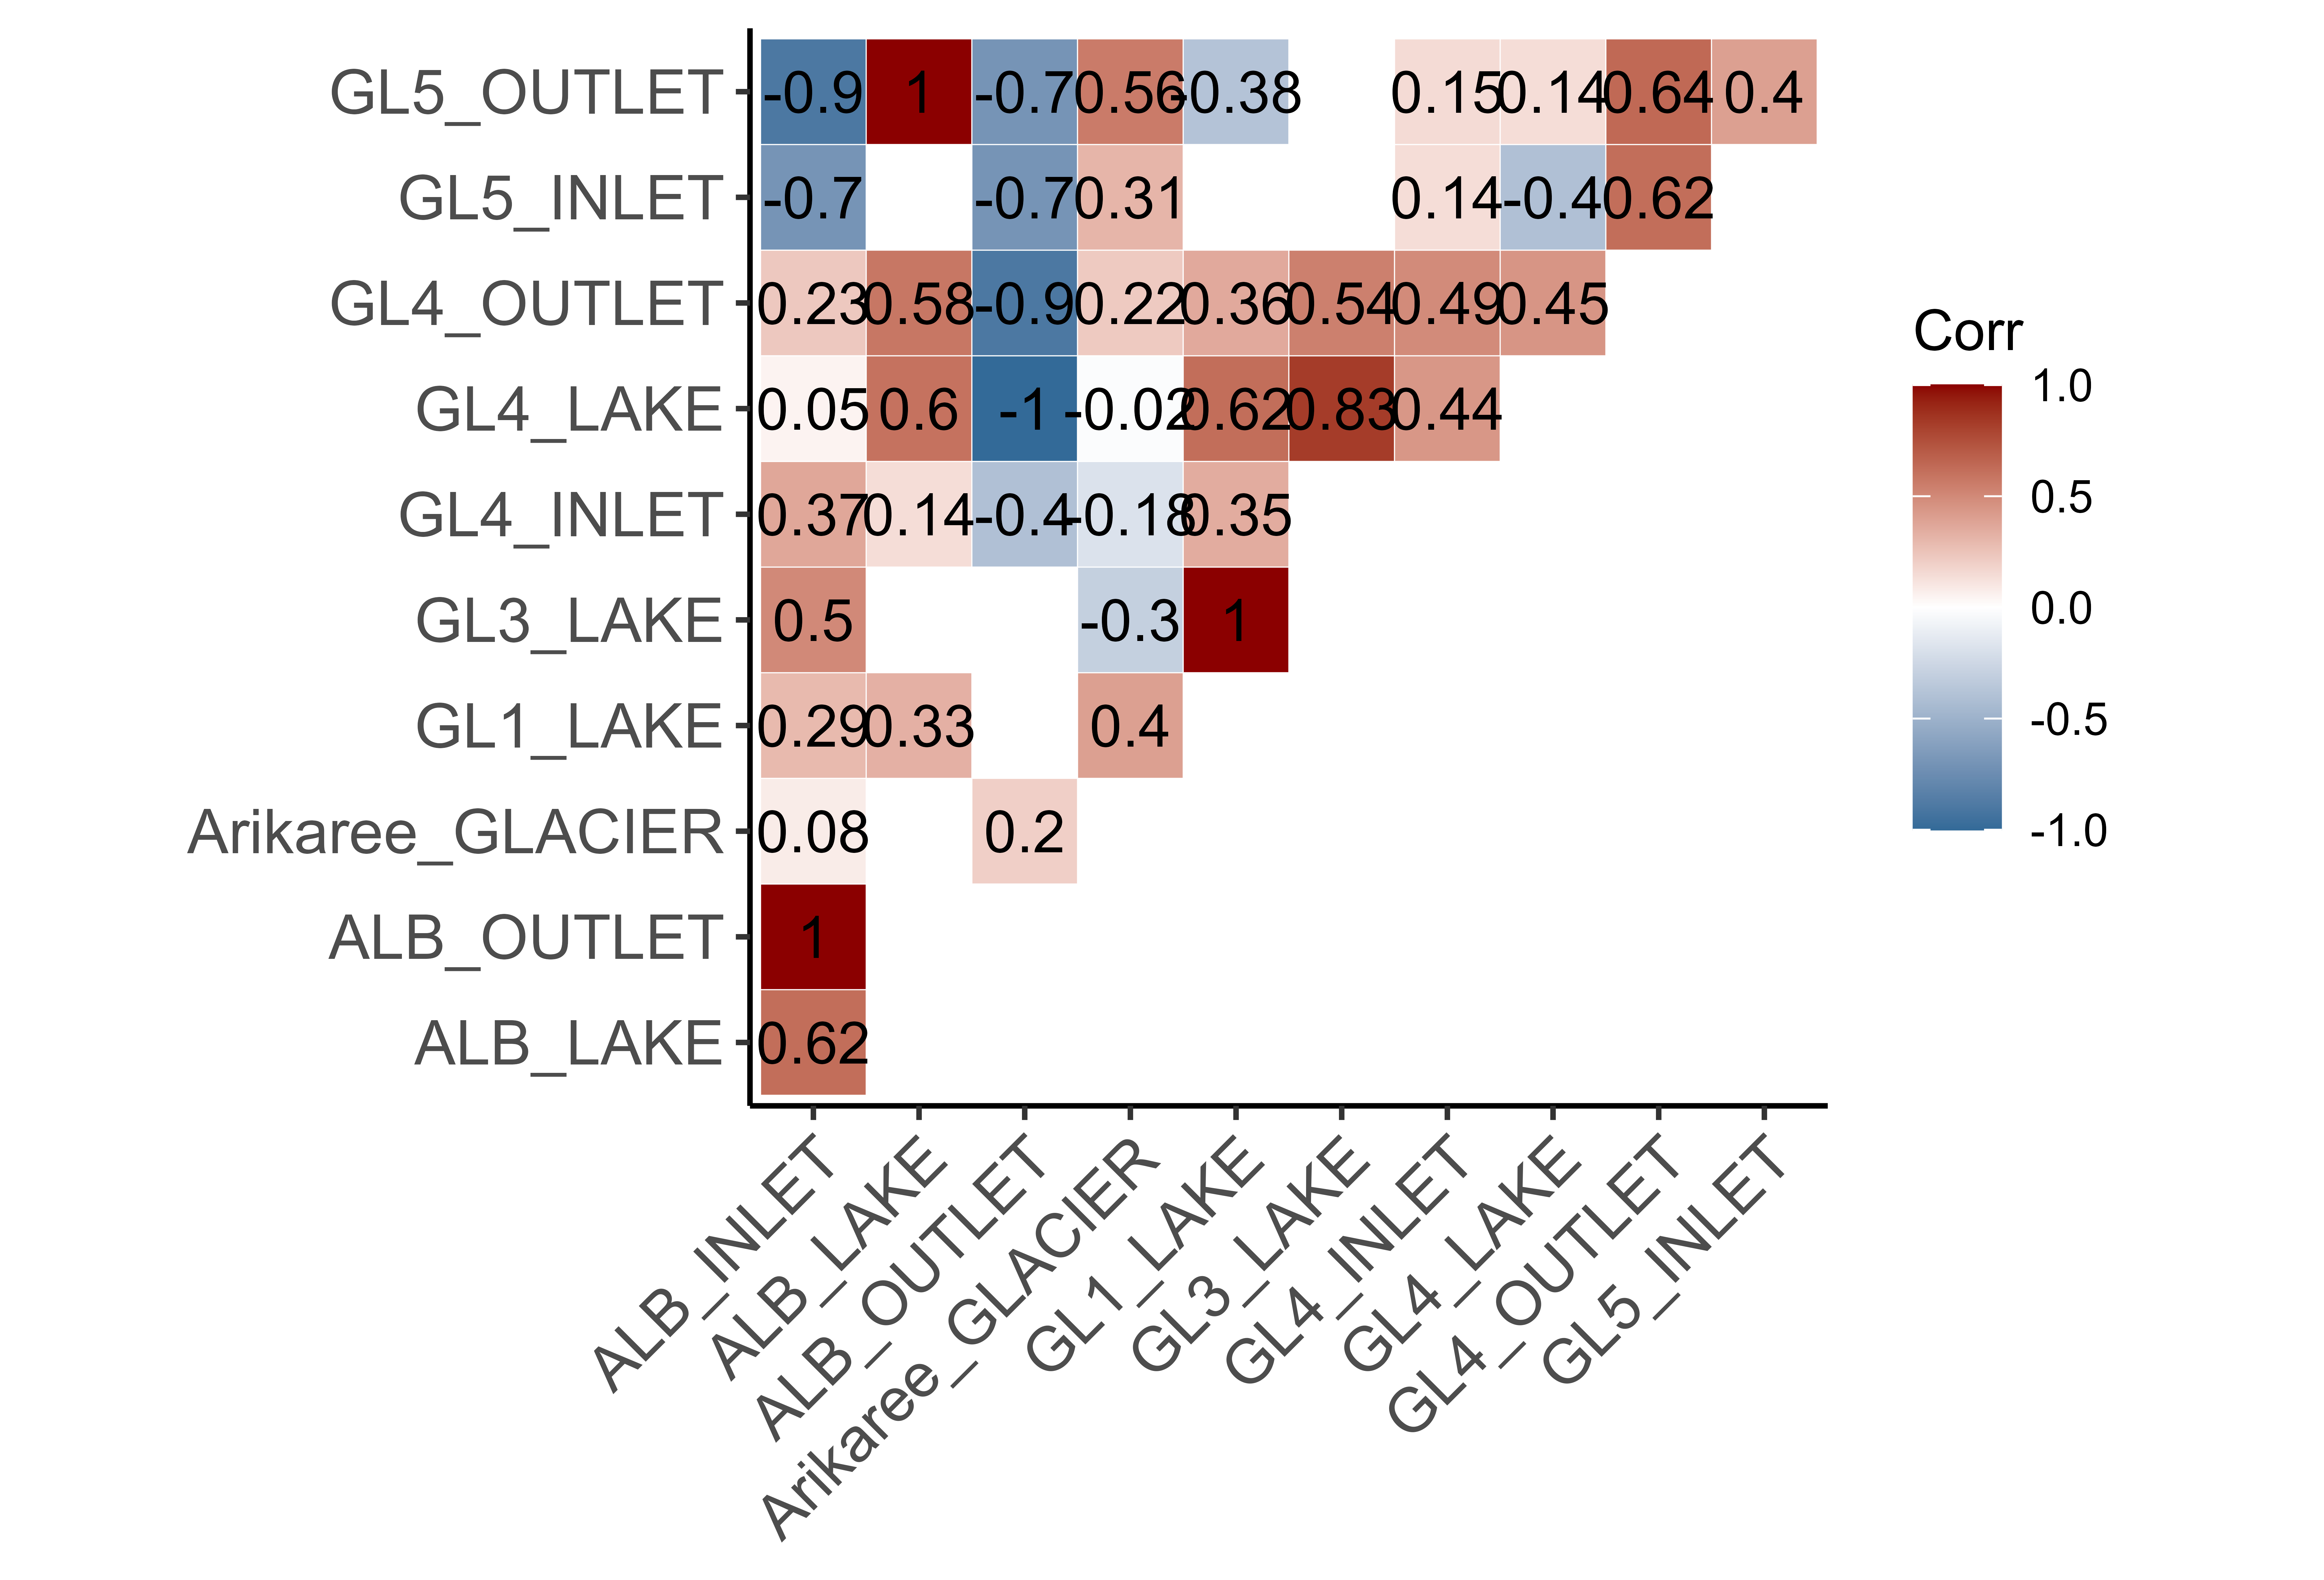 GL5_OUTLET -0.9 1 -0.7 0.56 -0.38 0.15 0.14 0.64 0.4
GL5_INLET -0.7 -0.7 0.31 0.14 -0.4 0.62
GL4_OUTLET 0.23 0.58 -0.9 0.22 0.36 0.54 0.49 0.45
GL4_LAKE 0.05 0.6 -1 -0.02 0.62 0.83 0.44
GL4_INLET 0.37 0.14 -0.4 -0.18 0.35
GL3_LAKE 0.5 -0.3 1
GL1_LAKE 0.29 0.33 0.4
Arikaree_GLACIER 0.08 0.2
ALB_OUTLET 1
ALB_LAKE 0.62
ALB_INLET
ALB_LAKE
ALB_OUTLET
Arikaree_GLACIER
GL1_LAKE
GL3_LAKE
GL4_INLET
GL4_LAKE
GL4_OUTLET
GL5_INLET
Corr
1.0
0.5
0.0
-0.5
-1.0